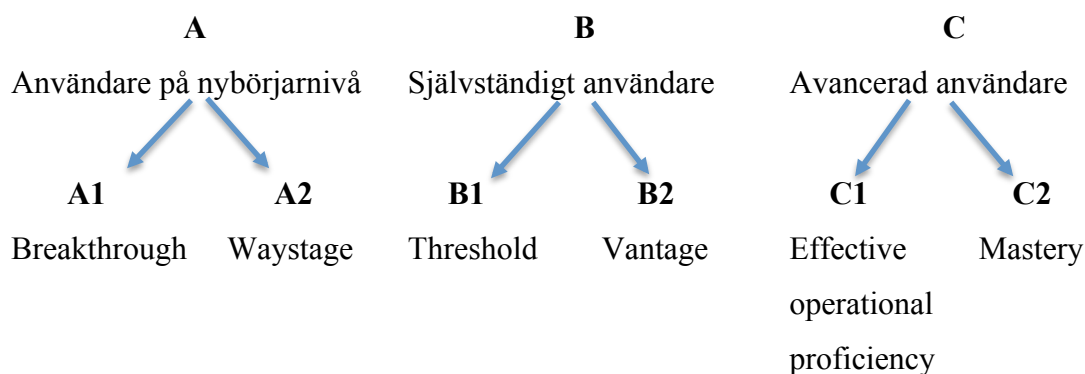 A B C
Användare på nybörjarnivå Självständigt användare Avancerad användare
A1 A2 B1 B2 C1 C2
Breakthrough Waystage Threshold Vantage Effective Mastery
operational
proficiency